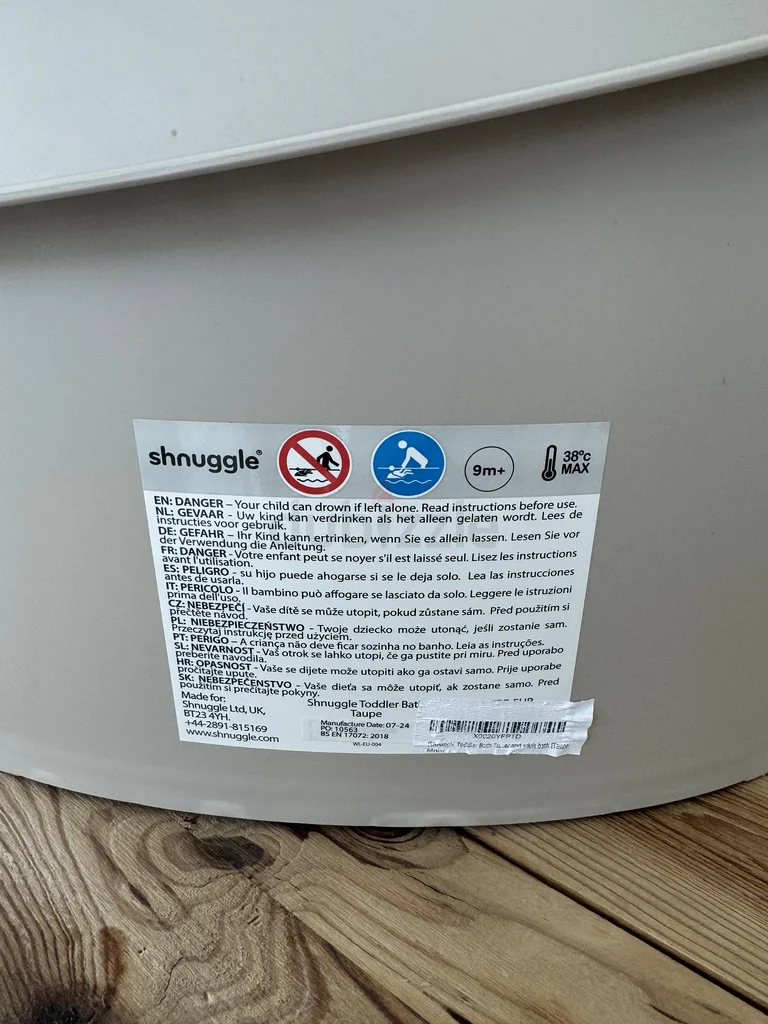 shnuggle®
9m+
38°C
MAX
EN: DANGER – Your child can drown if left alone. Read instructions before use.
NL: GEVAAR - Uw kind kan verdrinken als het alleen gelaten wordt. Lees de
instructies voor gebruik.
DE: GEFAHR – Ihr Kind kann ertrinken, wenn Sie es allein lassen. Lesen Sie vor
der Verwendung die Anleitung.
FR: DANGER - Votre enfant peut se noyer s'il est laissé seul. Lisez les instructions
avant l'utilisation.
ES: PELIGRO - su hijo puede ahogarse si se le deja solo. Lea las instrucciones
antes de usarla.
IT: PERICOLO - Il bambino può affogare se lasciato da solo. Leggere le istruzioni
prima dell'uso.
CZ: NEBEZPEČÍ - Vaše dítě se může utopit, pokud zůstane sám. Před použitím si
přečtěte návod.
PL: NIEBEZPIECZEŃSTWO - Twoje dziecko może utonąć, jeśli zostanie sam.
Przeczytaj instrukcję przed użyciem.
PT: PERIGO – A criança não deve ficar sozinha no banho. Leia as instruções.
SL: NEVARNOST - Vaš otrok se lahko utopi, če ga pustite pri miru. Pred uporabo
preberite navodila.
HR: OPASNOST - Vaše se dijete može utopiti ako ga ostavi samo. Prije uporabe
pročitajte upute.
SK: NEBEZPEČENSTVO - Vaše dieťa sa môže utopiť, ak zostane samo. Pred
použitím si prečítajte pokyny.
Made for:
Shnuggle Ltd, UK,
BT23 4YH.
+44-2891-815169
www.shnuggle.com
Shnuggle Toddler
Taupe
Manufacture Date: 07-24
PO: 10563
BS EN 17072: 2018
WL-EU-004
X0020YFP1D